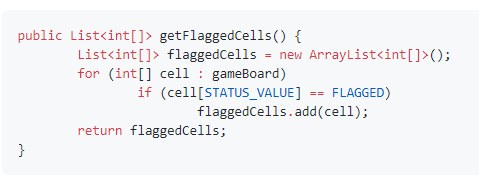 public List<int[]> getFlaggedCells() {
        List<int[]> flaggedCells = new ArrayList<int[]>();
        for (int[] cell : gameBoard)
                if (cell[STATUS_VALUE] == FLAGGED)
                        flaggedCells.add(cell);
        return flaggedCells;
}